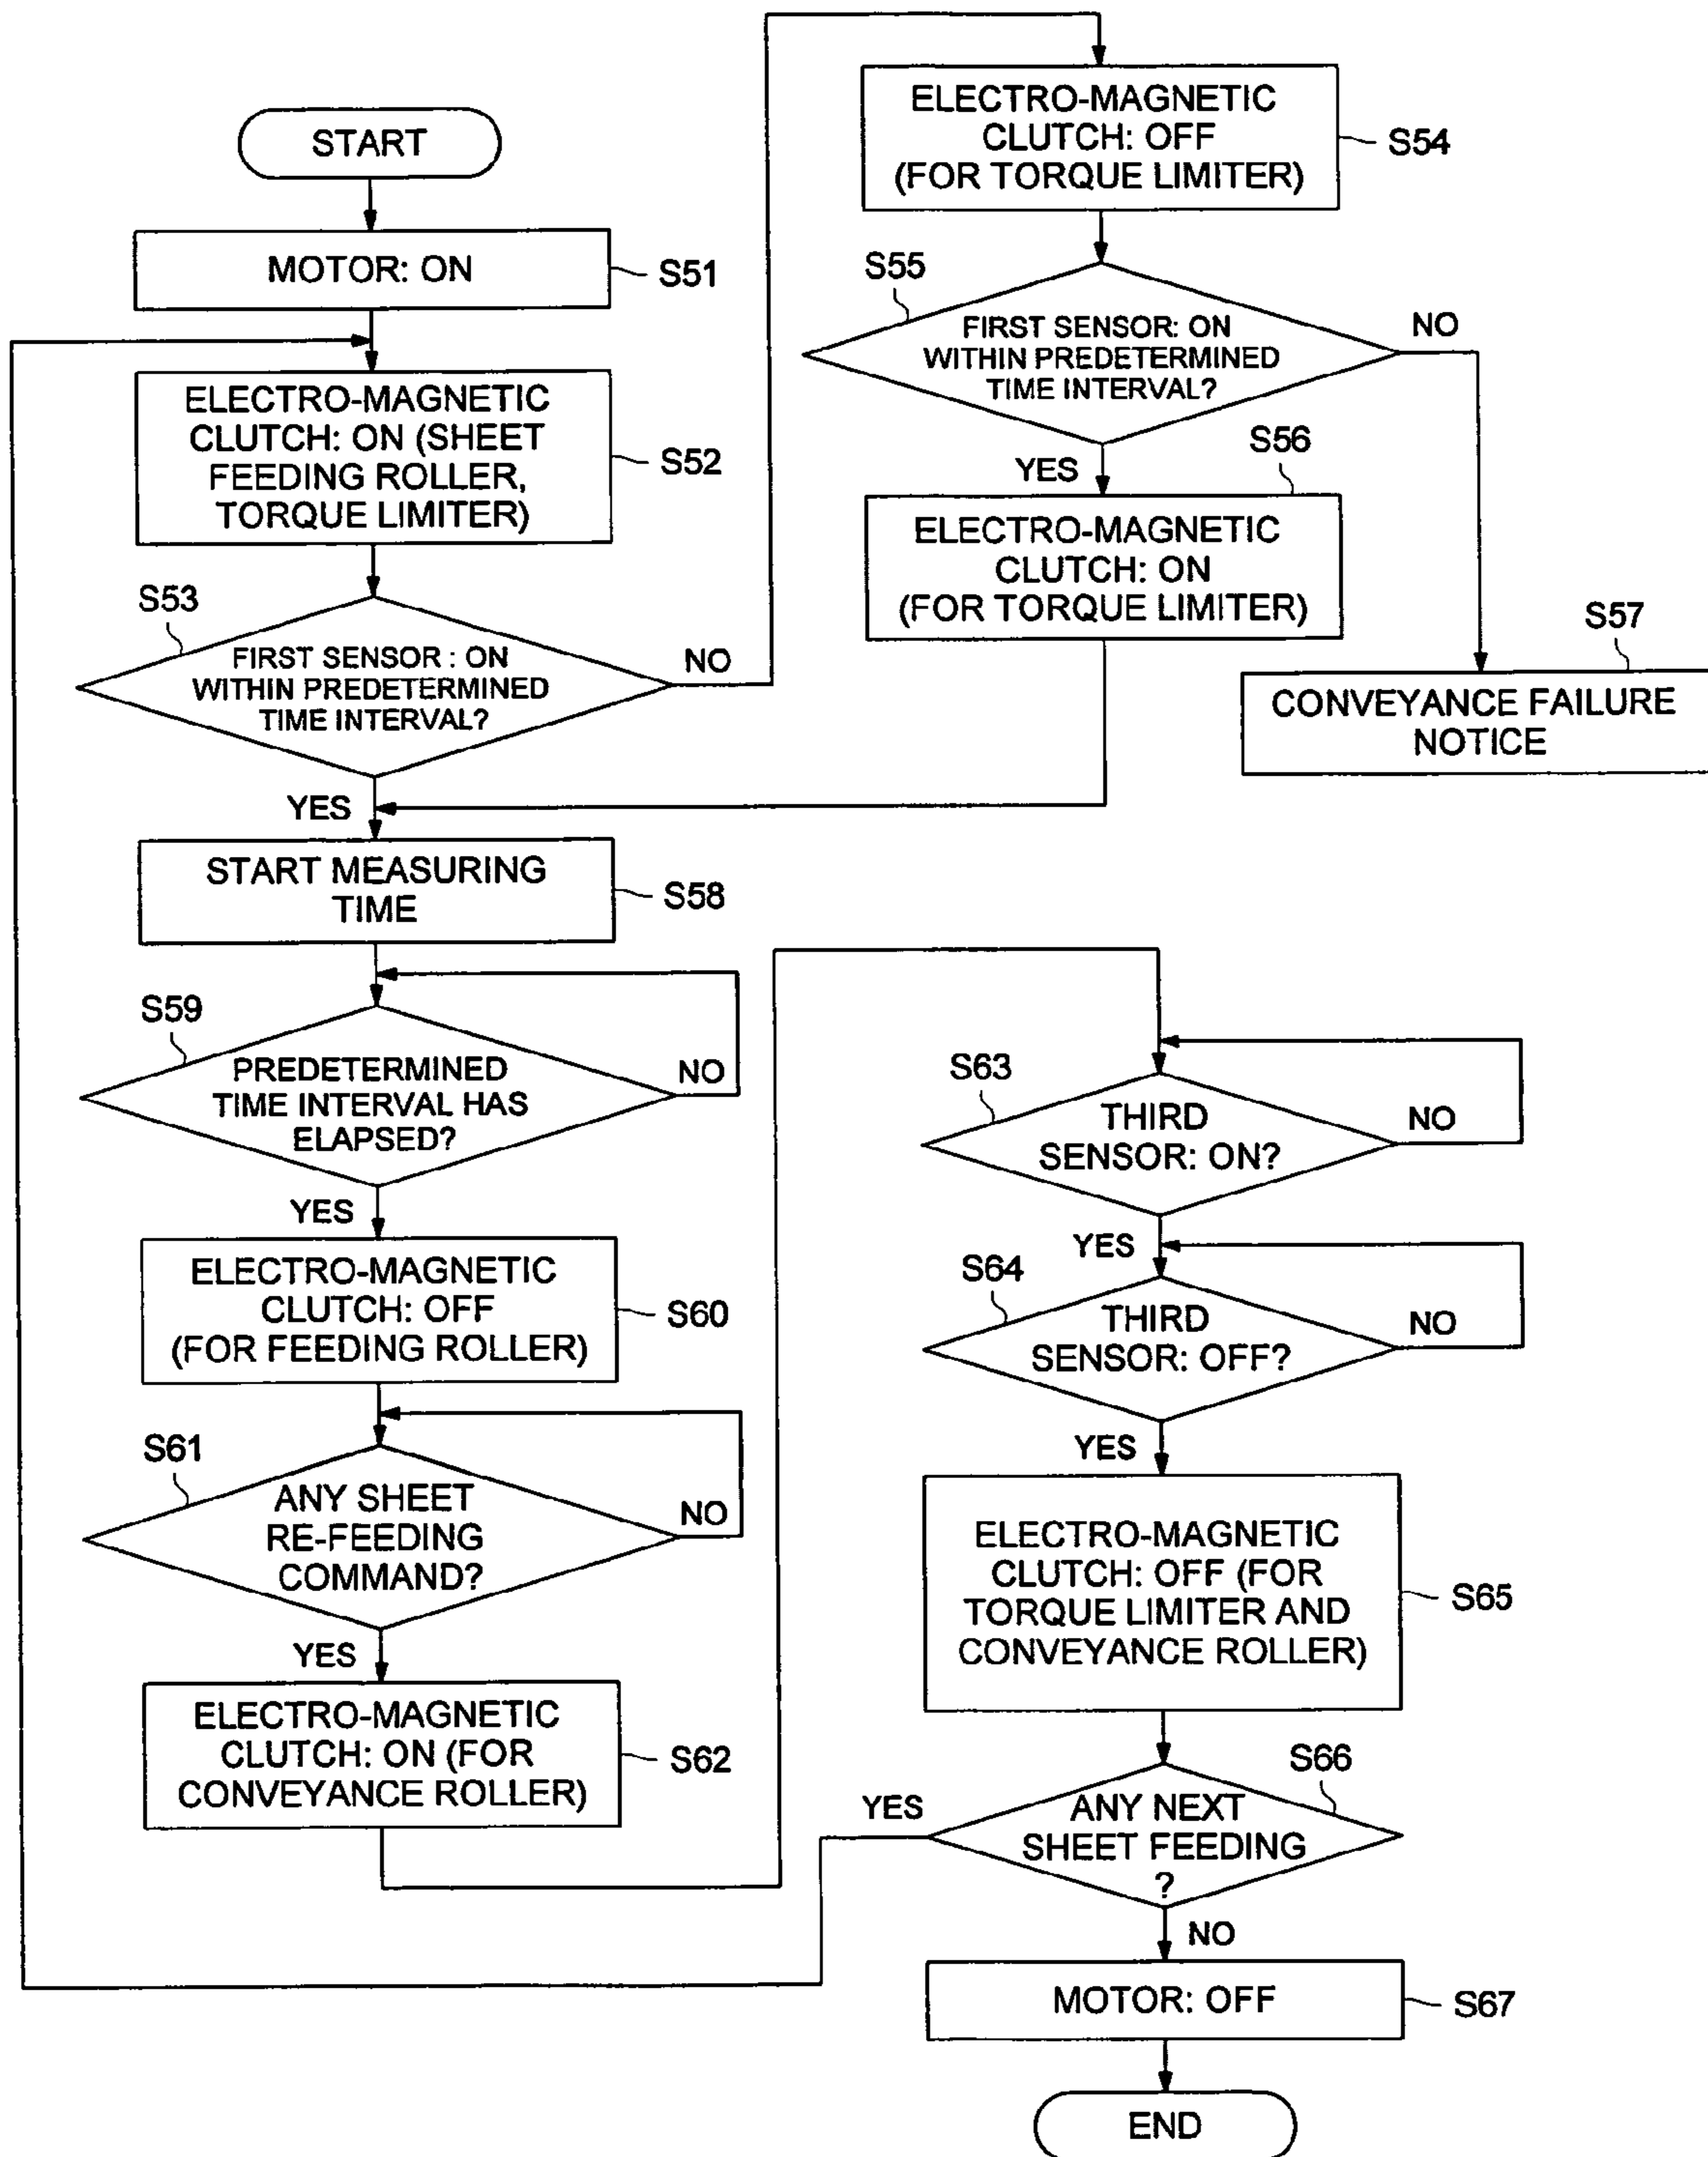 START
MOTOR: ON
S51
ELECTRO-MAGNETIC
CLUTCH: ON (SHEET
FEEDING ROLLER,
TORQUE LIMITER)
S52
S53
FIRST SENSOR : ON
WITHIN PREDETERMINED
TIME INTERVAL?
NO
YES
ELECTRO-MAGNETIC
CLUTCH: OFF
(FOR TORQUE LIMITER)
S54
S55
FIRST SENSOR: ON
WITHIN PREDETERMINED
TIME INTERVAL?
NO
YES
S56
ELECTRO-MAGNETIC
CLUTCH: ON
(FOR TORQUE LIMITER)
S57
CONVEYANCE FAILURE
NOTICE
START MEASURING
TIME
S58
S59
PREDETERMINED
TIME INTERVAL HAS
ELAPSED?
NO
YES
ELECTRO-MAGNETIC
CLUTCH: OFF
(FOR FEEDING ROLLER)
S60
S61
ANY SHEET
RE-FEEDING
COMMAND?
NO
YES
ELECTRO-MAGNETIC
CLUTCH: ON (FOR
CONVEYANCE ROLLER)
S62
S63
THIRD
SENSOR: ON?
NO
YES
S64
THIRD
SENSOR: OFF?
NO
YES
ELECTRO-MAGNETIC
CLUTCH: OFF (FOR
TORQUE LIMITER AND
CONVEYANCE ROLLER)
S65
S66
ANY NEXT
SHEET FEEDING
?
YES
NO
MOTOR: OFF
S67
END